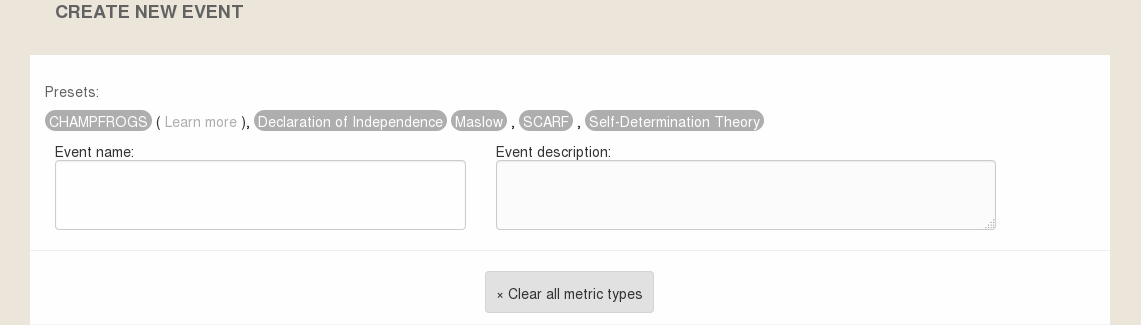 CREATE NEW EVENT
Presets:
CHAMPFROGS ( Learn more ), Declaration of Independence Maslow , SCARF , Self-Determination Theory
Event name: Event description:
× Clear all metric types